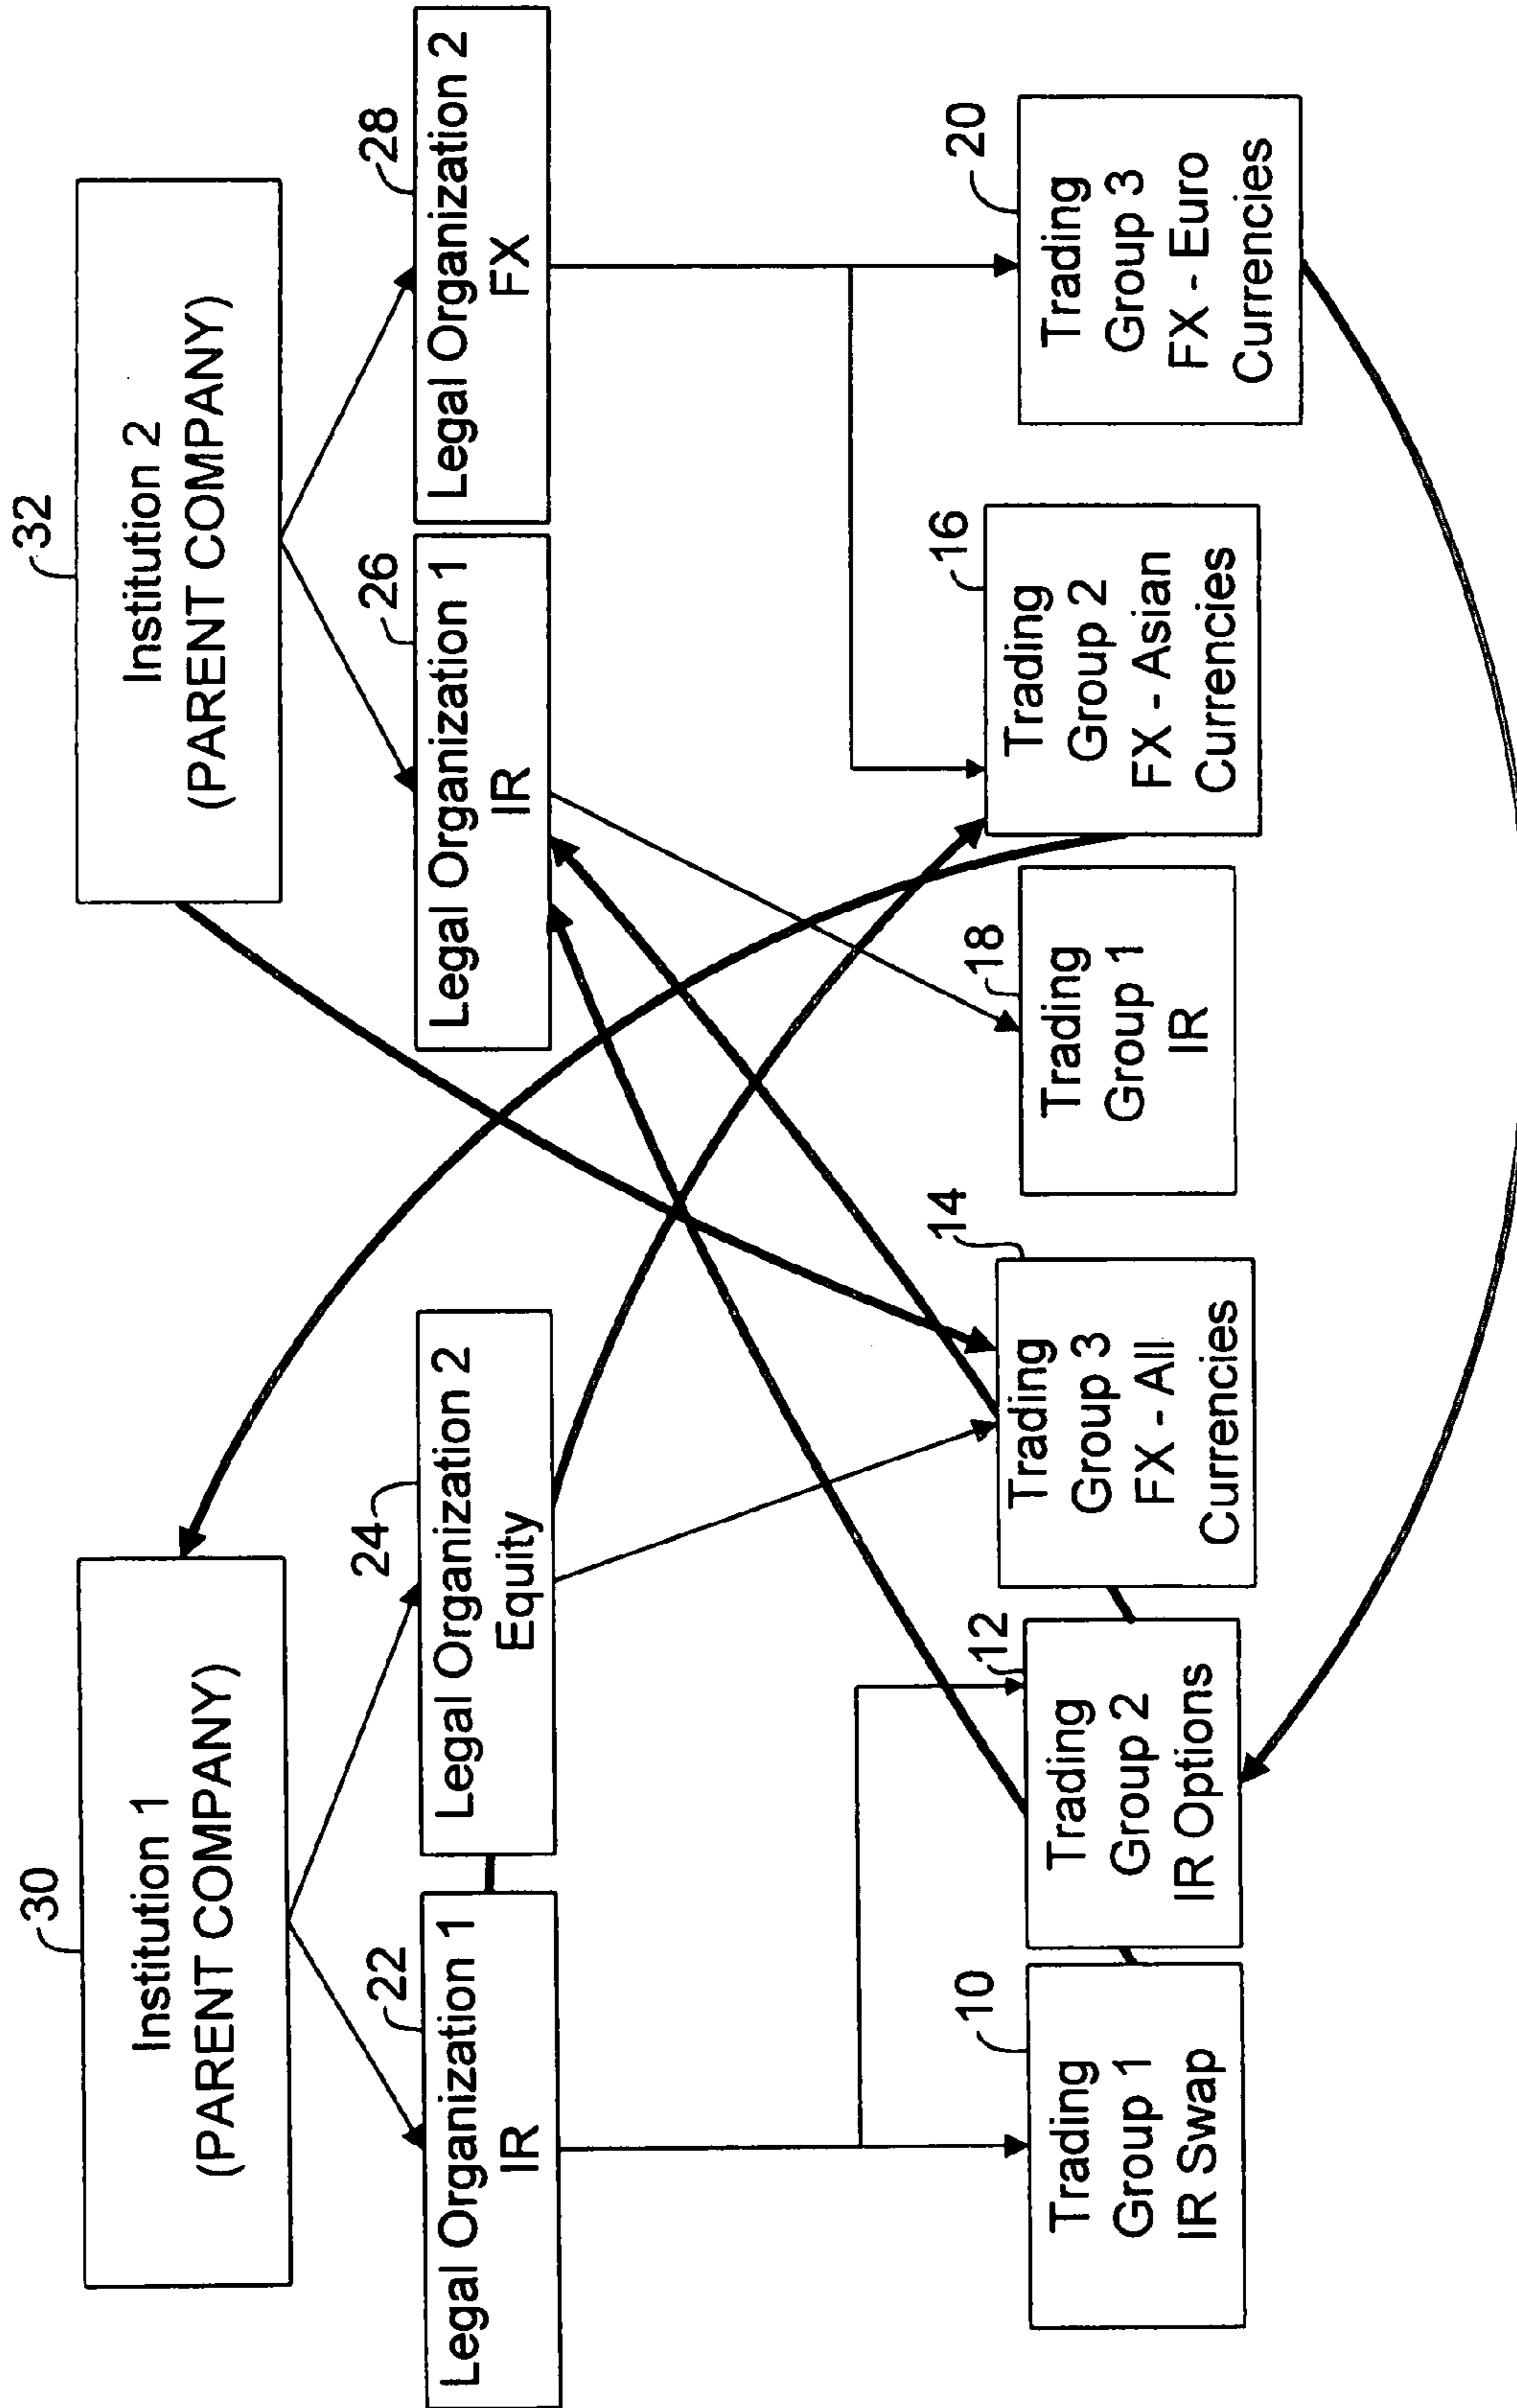 30
Institution 1
(PARENT COMPANY)
32
Institution 2
(PARENT COMPANY)
22
Legal Organization 1
IR
24
Legal Organization 2
Equity
26
Legal Organization 1
IR
28
Legal Organization 2
FX
10
Trading
Group 1
IR Swap
12
Trading
Group 2
IR Options
14
Trading
Group 3
FX - All
Currencies
18
Trading
Group 1
IR
16
Trading
Group 2
FX - Asian
Currencies
20
Trading
Group 3
FX - Euro
Currencies